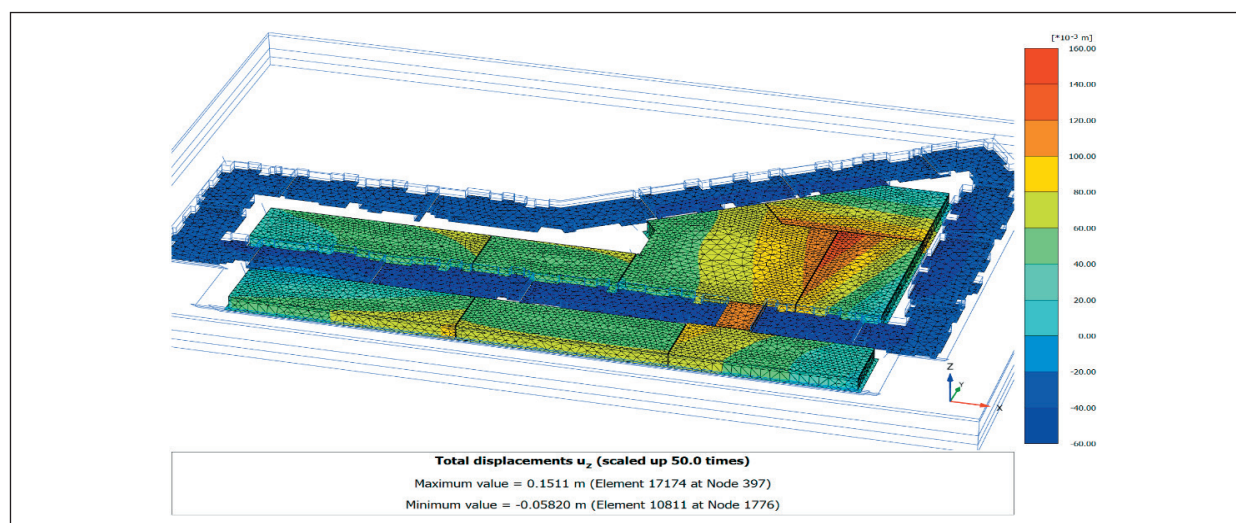 [*10⁻³ m]
160.00
140.00
120.00
100.00
80.00
60.00
40.00
20.00
0.00
-20.00
-40.00
-60.00
Z
Y
X
Total displacements u_z (scaled up 50.0 times)
Maximum value = 0.1511 m (Element 17174 at Node 397)
Minimum value = -0.05820 m (Element 10811 at Node 1776)